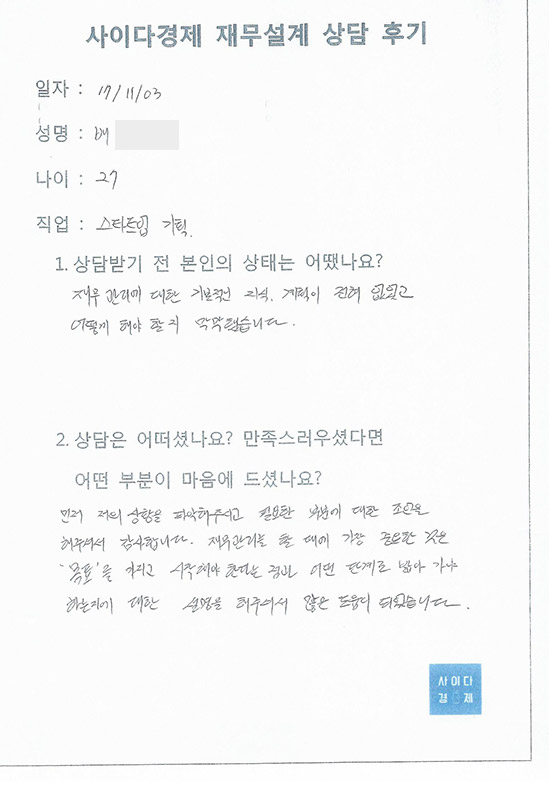 사이다경제 재무설계 상담 후기
일자 : 17/11/03
성명 :
나이 : 27
직업 : 스타트업 기획.
1. 상담받기 전 본인의 상태는 어땠나요?
재무 관리에 대한 기본적인 지식, 계획이 전혀 없었고
어떻게 해야 할 지 막막했습니다.
2. 상담은 어떠셨나요? 만족스러우셨다면
어떤 부분이 마음에 드셨나요?
먼저 저의 상황을 파악해주시고 필요한 부분에 대한 조언을
해주셔서 감사합니다. 재무관리를 할 때에 가장 중요한 것은
'목표'을 가지고 시작해야 한다는 점과 어떤 단계로 밟아 가야
하는지에 대한 설명을 해주셔서 많은 도움이 되었습니다.
사이다
경제